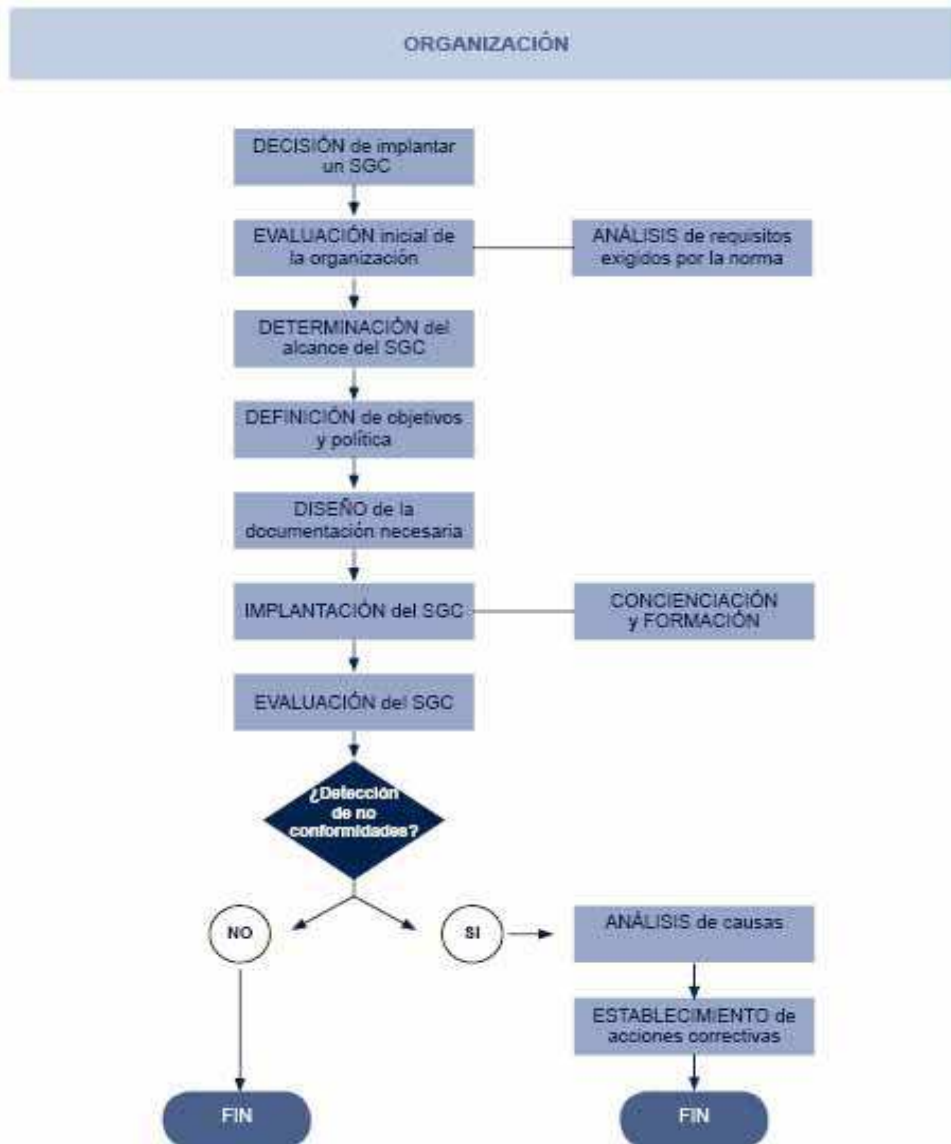 ORGANIZACIÓN
DECISIÓN de implantar
un SGC
EVALUACIÓN inicial de
la organización
ANÁLISIS de requisitos
exigidos por la norma
DETERMINACIÓN del
alcance del SGC
DEFINICIÓN de objetivos
y política
DISEÑO de la
documentación necesaria
IMPLANTACIÓN del SGC
CONCIENCIACIÓN
y FORMACIÓN
EVALUACIÓN del SGC
¿Detección
de no
conformidades?
NO
SI
ANÁLISIS de causas
ESTABLECIMIENTO de
acciones correctivas
FIN
FIN